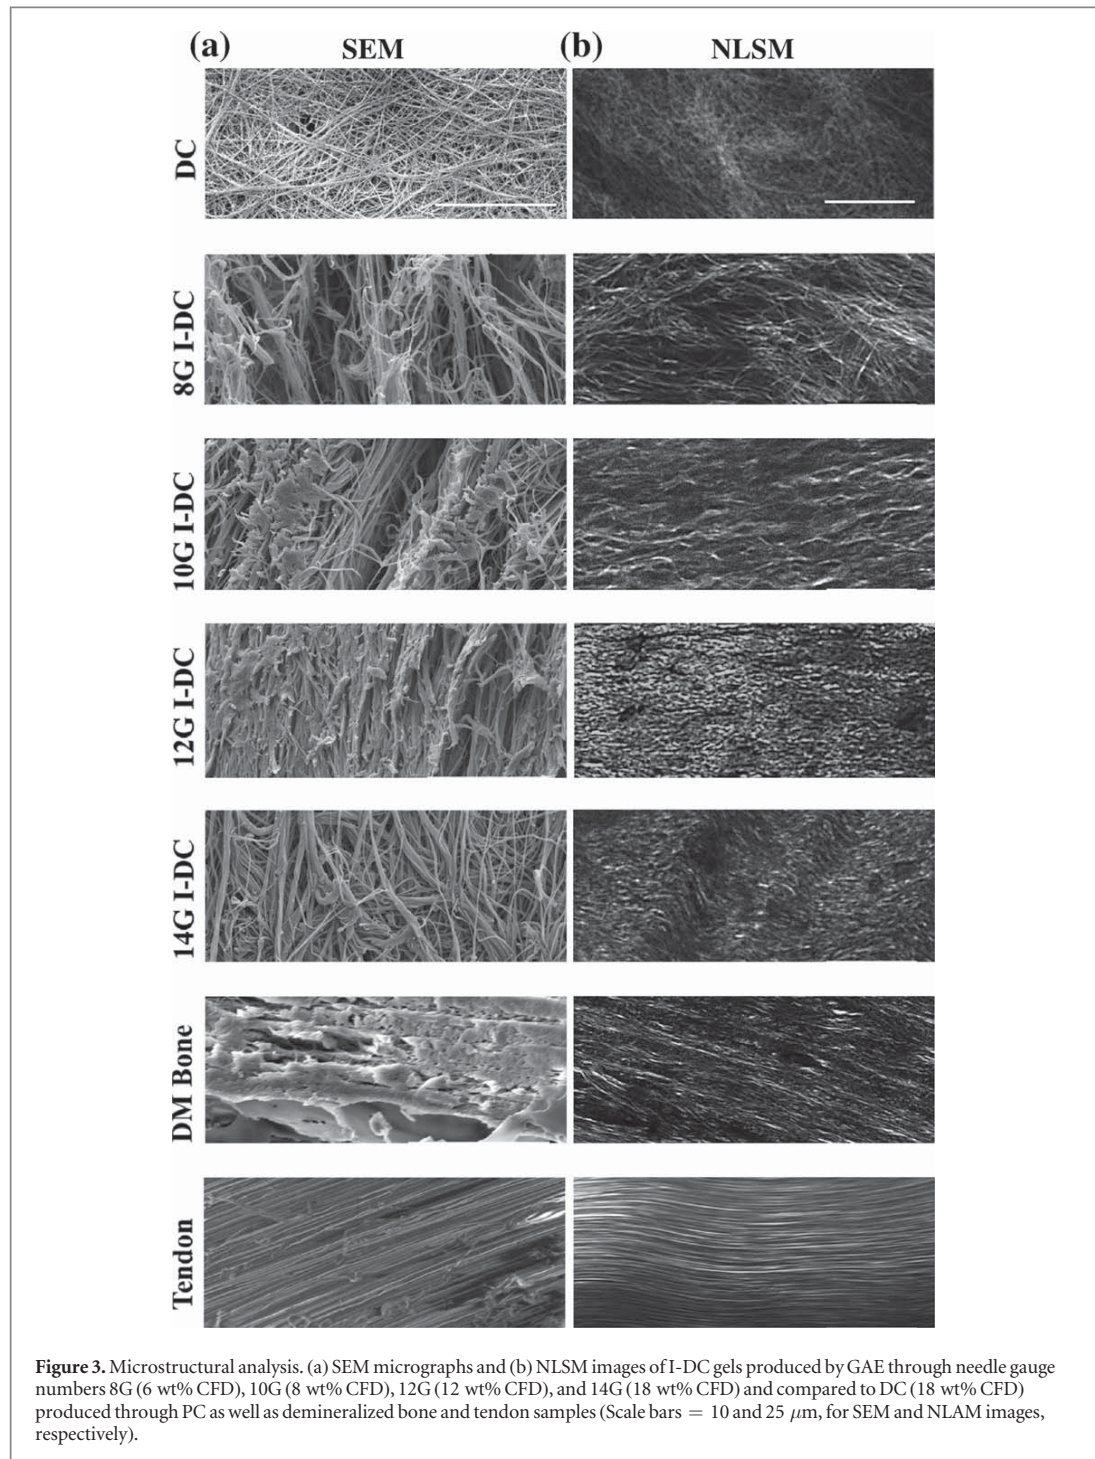 (a) SEM (b) NLSM
DC
8G I-DC
10G I-DC
12G I-DC
14G I-DC
DM Bone
Tendon
Figure 3. Microstructural analysis. (a) SEM micrographs and (b) NLSM images of I-DC gels produced by GAE through needle gauge
numbers 8G (6 wt% CFD), 10G (8 wt% CFD), 12G (12 wt% CFD), and 14G (18 wt% CFD) and compared to DC (18 wt% CFD)
produced through PC as well as demineralized bone and tendon samples (Scale bars = 10 and 25 μm, for SEM and NLAM images,
respectively).